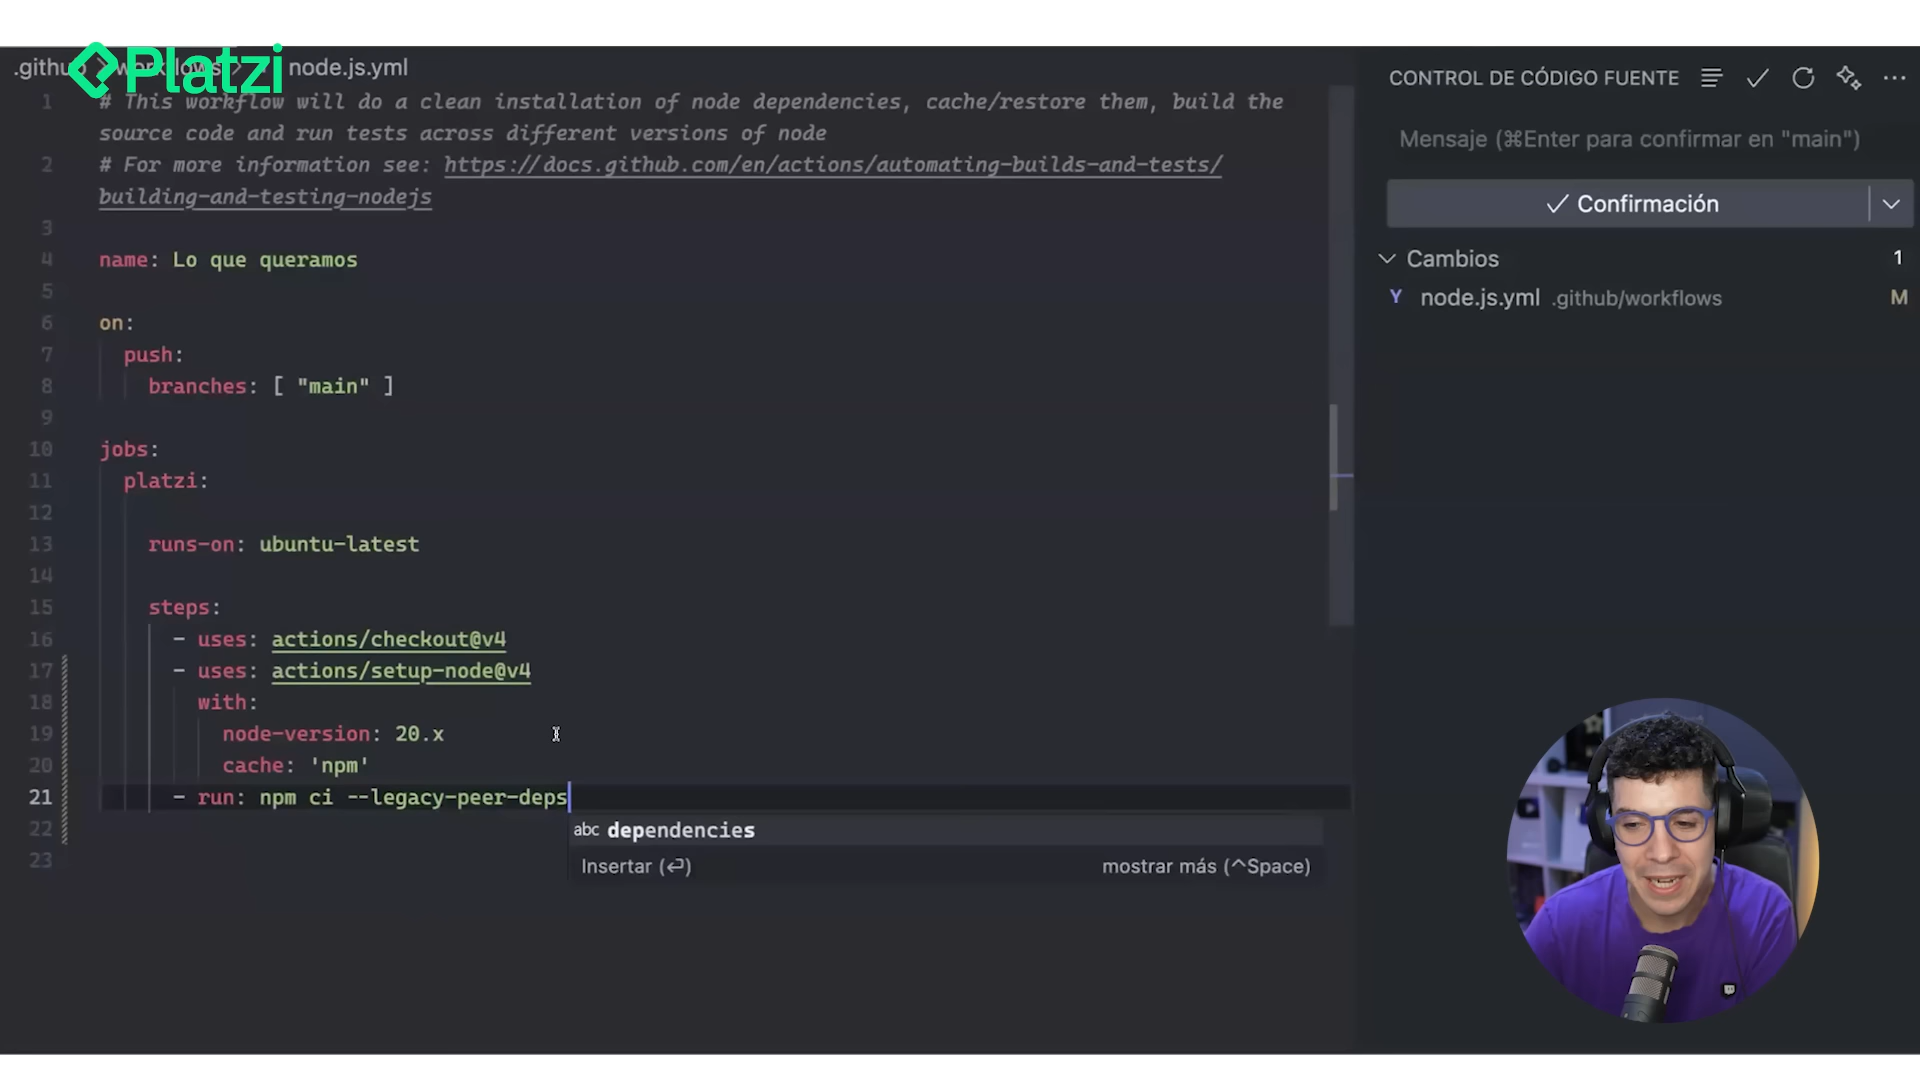 Platzi
.github > workflows > node.js.yml
1 # This workflow will do a clean installation of node dependencies, cache/restore them, build the
source code and run tests across different versions of node
2 # For more information see: https://docs.github.com/en/actions/automating-builds-and-tests/
building-and-testing-nodejs
3
4 name: Lo que queramos
5
6 on:
7 push:
8 branches: [ "main" ]
9
10 jobs:
11 platzi:
12
13 runs-on: ubuntu-latest
14
15 steps:
16 - uses: actions/checkout@v4
17 - uses: actions/setup-node@v4
18 with:
19 node-version: 20.x
20 cache: 'npm'
21 - run: npm ci --legacy-peer-deps
22
23
abc dependencies
Insertar (⏎) mostrar más (^Space)
CONTROL DE CÓDIGO FUENTE
Mensaje (⌘Enter para confirmar en "main")
✓ Confirmación
Cambios 1
Y node.js.yml .github/workflows M